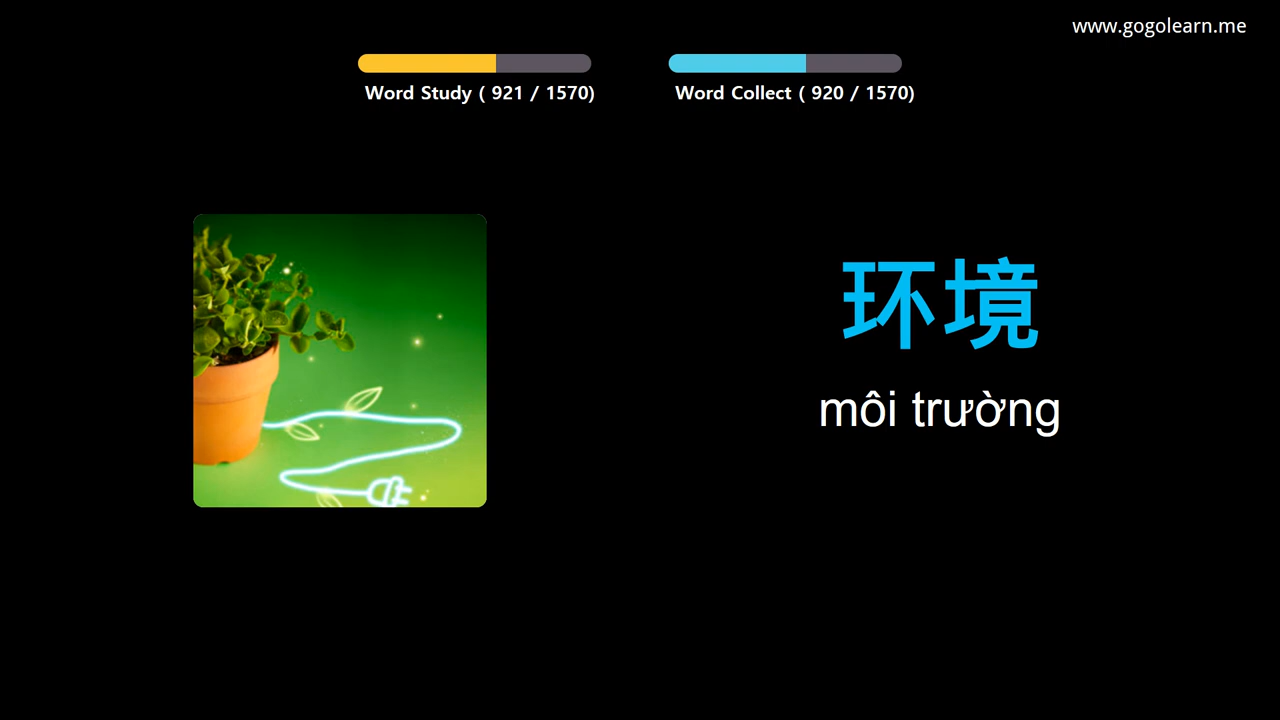 www.gogolearn.me
Word Study ( 921 / 1570)
Word Collect ( 920 / 1570)
环境
môi trường